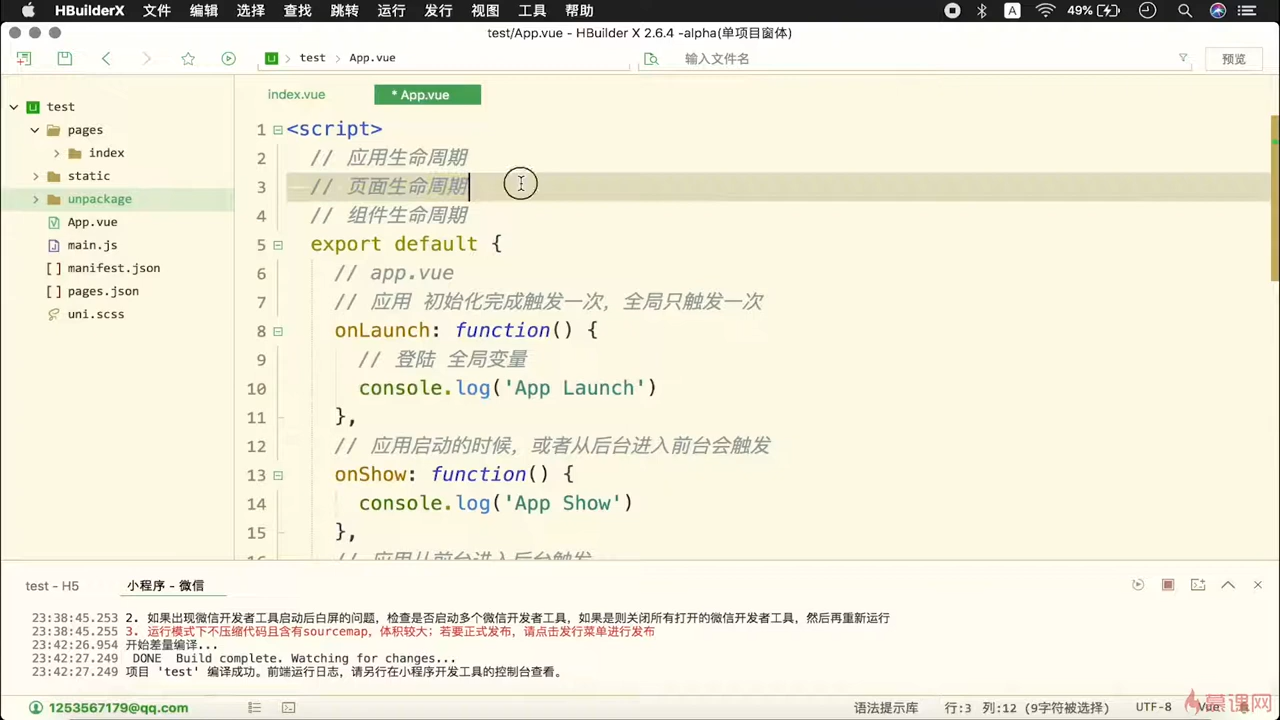 HBuilderX 文件 编辑 选择 查找 跳转 运行 发行 视图 工具 帮助 A 49%
test/App.vue - HBuilder X 2.6.4 -alpha(单项目窗体)
test App.vue 输入文件名 预览
index.vue * App.vue
test
pages
index
static
unpackage
App.vue
main.js
manifest.json
pages.json
uni.scss
1 <script>
2 // 应用生命周期
3 // 页面生命周期
4 // 组件生命周期
5 export default {
6 // app.vue
7 // 应用 初始化完成触发一次，全局只触发一次
8 onLaunch: function() {
9 // 登陆 全局变量
10 console.log('App Launch')
11 },
12 // 应用启动的时候，或者从后台进入前台会触发
13 onShow: function() {
14 console.log('App Show')
15 },
16 // 应用从前台进入后台触发
test - H5 小程序 - 微信
23:38:45.253 2. 如果出现微信开发者工具启动后白屏的问题，检查是否启动多个微信开发者工具，如果是则关闭所有打开的微信开发者工具，然后再重新运行
23:38:45.255 3. 运行模式下不压缩代码且含有sourcemap，体积较大；若要正式发布，请点击发行菜单进行发布
23:42:26.954 开始差量编译...
23:42:27.249 DONE Build complete. Watching for changes...
23:42:27.249 项目 'test' 编译成功。前端运行日志，请另行在小程序开发工具的控制台查看。
1253567179@qq.com 语法提示库 行:3 列:12 (9字符被选择) UTF-8 Vue
慕课网